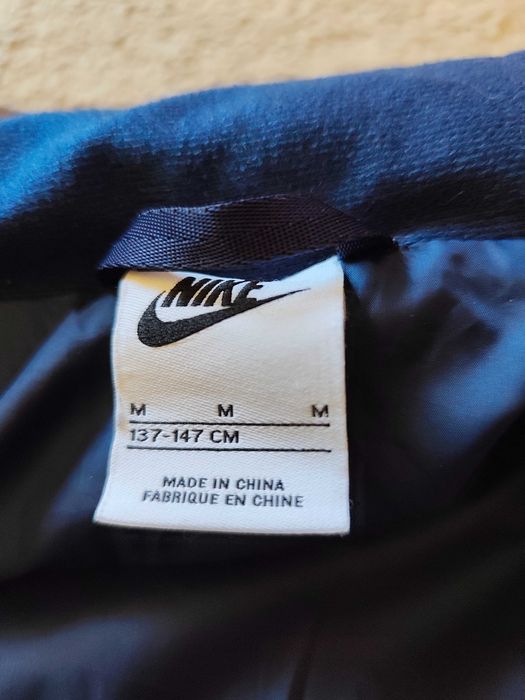 NIKE
M M M
137-147 CM
MADE IN CHINA
FABRIQUE EN CHINE